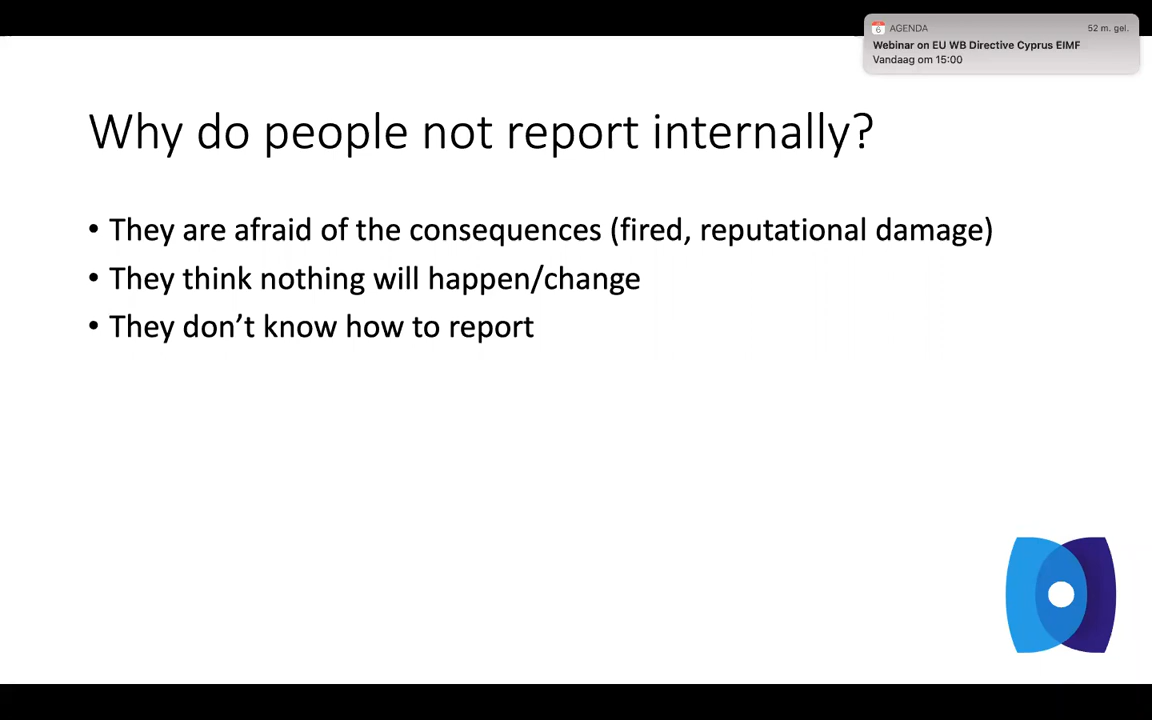 AGENDA 52 m. gel.
Webinar on EU WB Directive Cyprus EIMF
Vandaag om 15:00
6
Why do people not report internally?
• They are afraid of the consequences (fired, reputational damage)
• They think nothing will happen/change
• They don’t know how to report